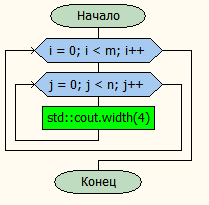 Начало
i = 0; i < m; i++
j = 0; j < n; j++
std::cout.width(4)
Конец